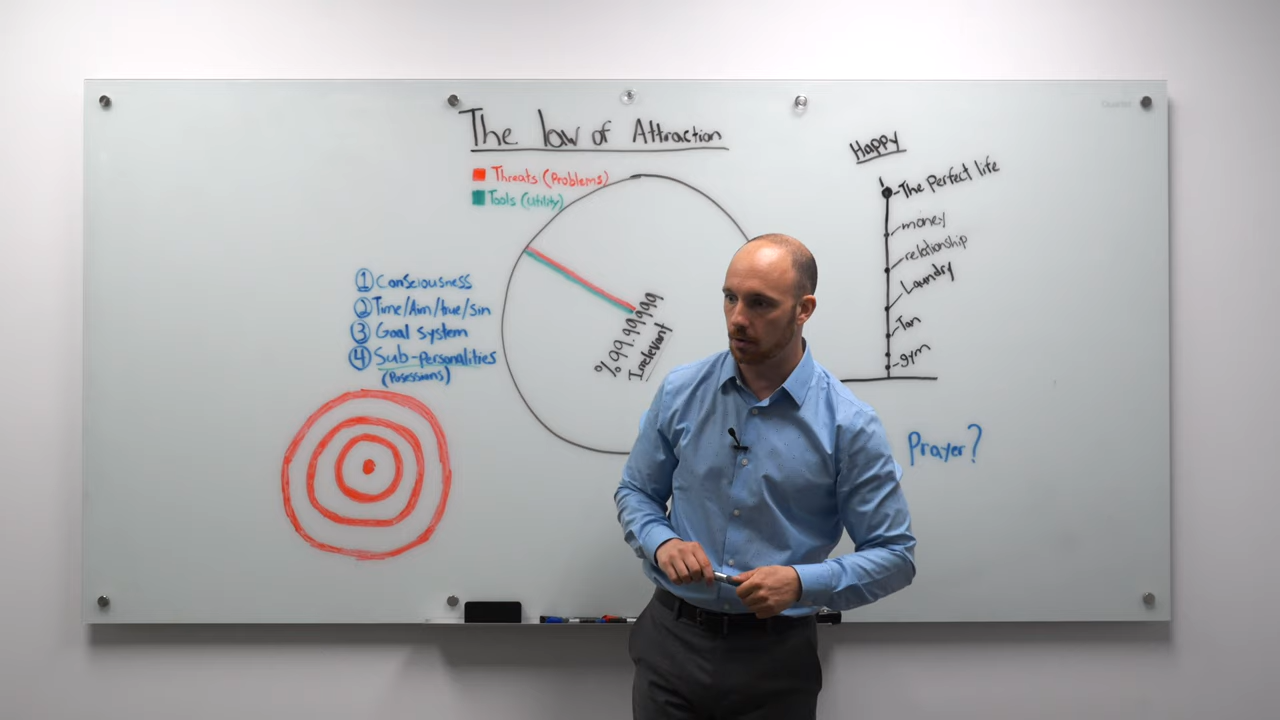 The law of Attraction
Threats (Problems)
Tools (Utility)
① Consciousness
② Time/Aim/true/sin
③ Goal system
④ Sub-personalities
(Posessions)
%99.99999
Irrelevant
Happy
The perfect life
money
relationship
Laundry
Tan
gym
Prayer?